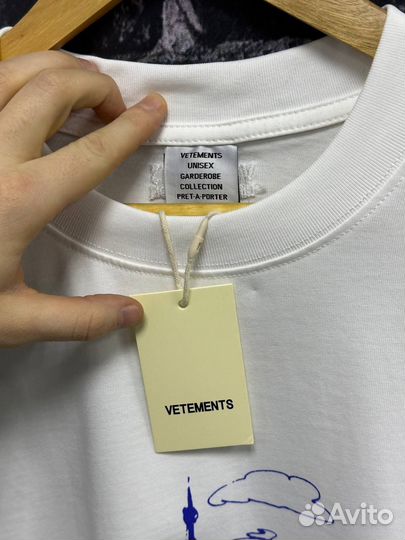 VETEMENTS
UNISEX
GARDEROBE
COLLECTION
PRET-A-PORTER
VETEMENTS
Avito